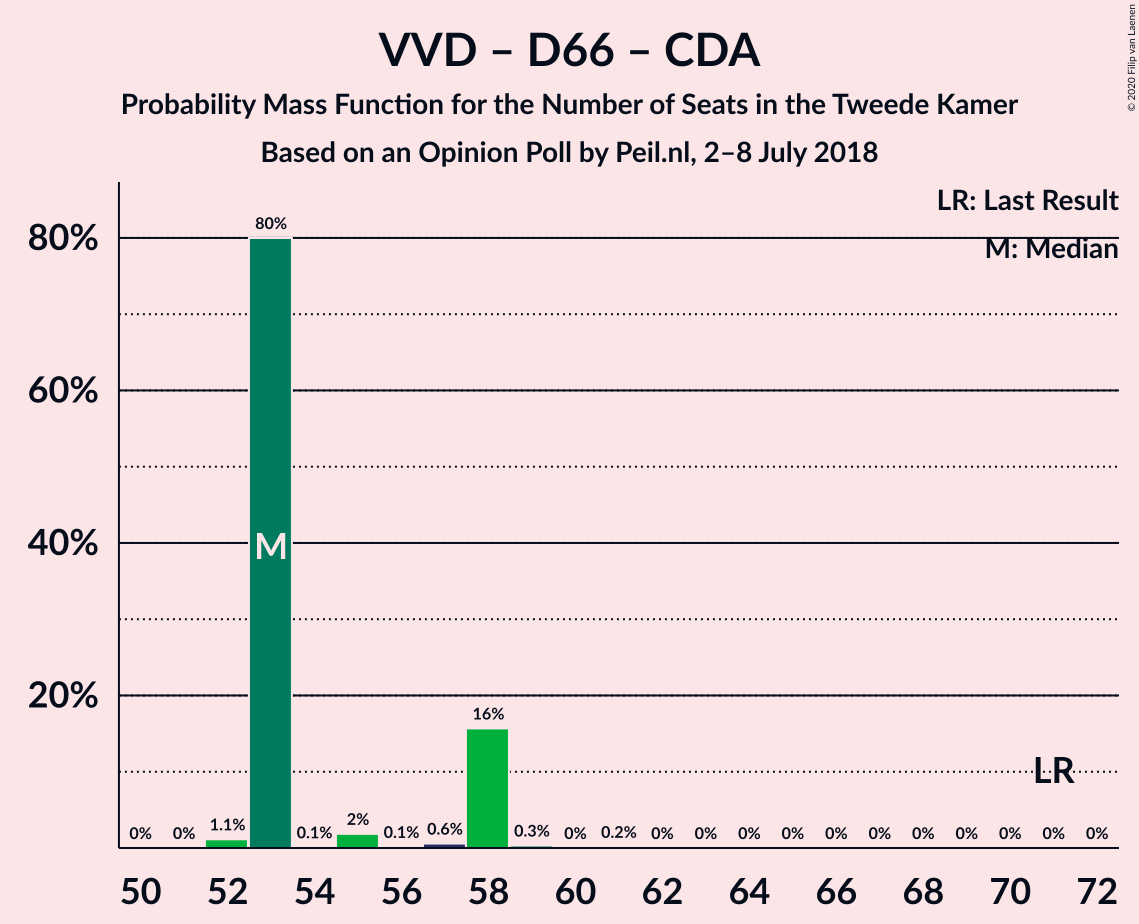 VVD – D66 – CDA
Probability Mass Function for the Number of Seats in the Tweede Kamer
Based on an Opinion Poll by Peil.nl, 2–8 July 2018
© 2020 Filip van Laenen
LR: Last Result
M: Median
80%
60%
40%
20%
0% 0% 1.1% 80% 0.1% 2% 0.1% 0.6% 16% 0.3% 0% 0.2% 0% 0% 0% 0% 0% 0% 0% 0% 0% 0% 0%
M
LR
50 52 54 56 58 60 62 64 66 68 70 72